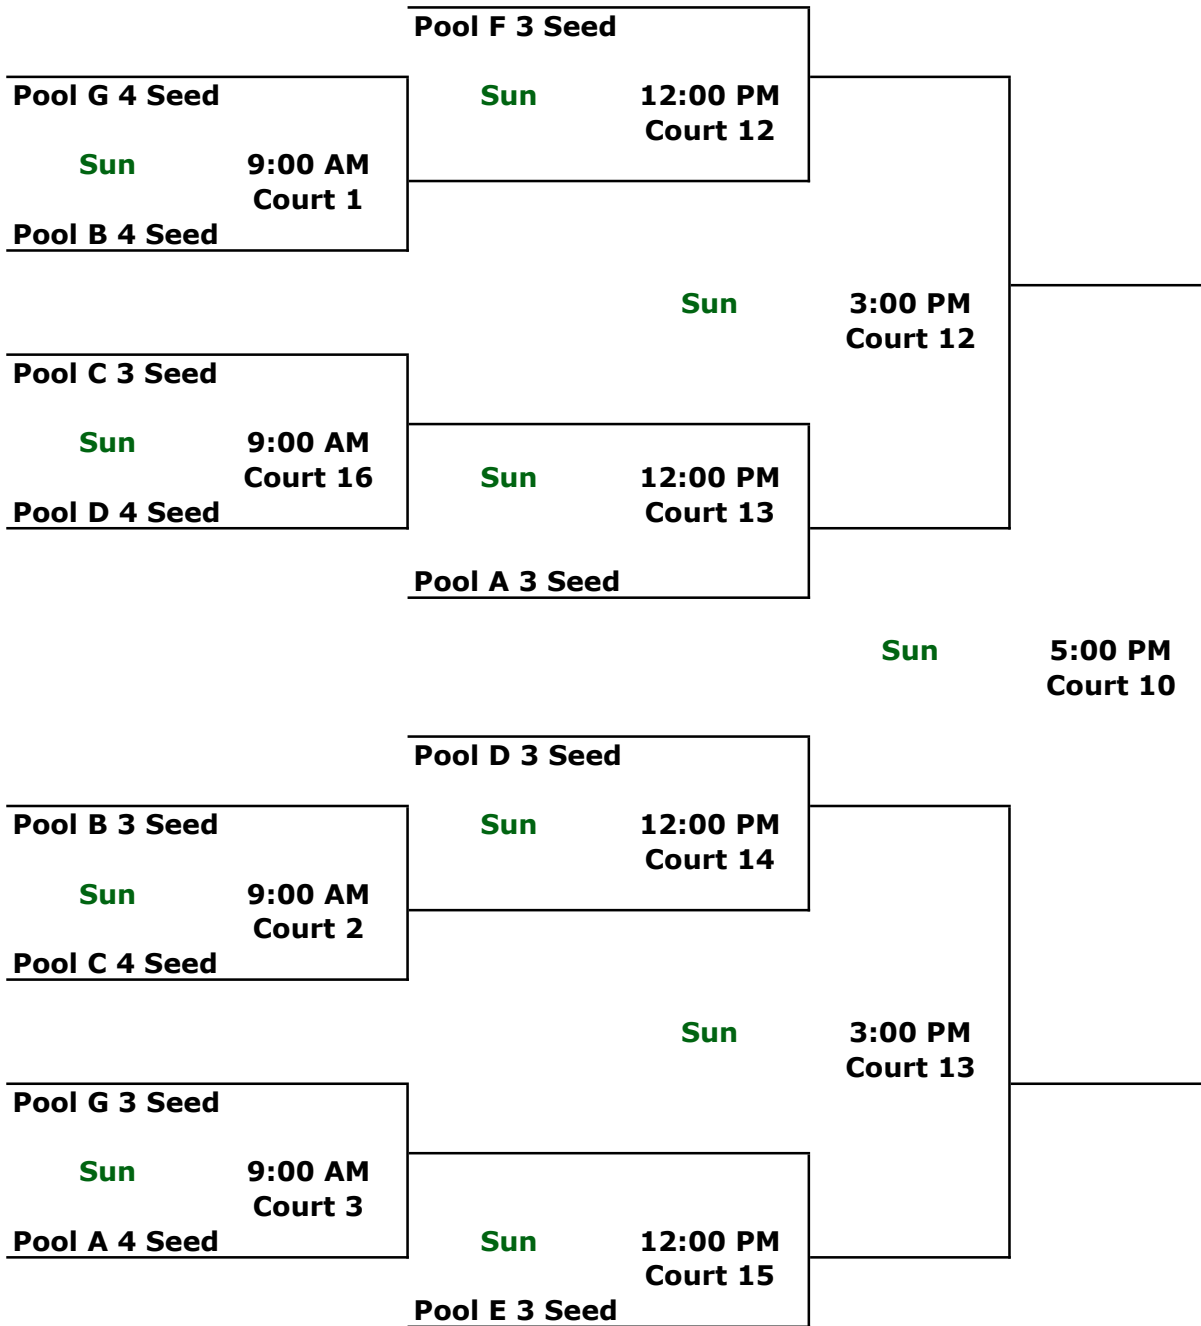 Pool F 3 Seed
Pool G 4 Seed
Sun 12:00 PM
Court 12
Sun 9:00 AM
Court 1
Pool B 4 Seed
Sun 3:00 PM
Court 12
Pool C 3 Seed
Sun 9:00 AM
Court 16
Sun 12:00 PM
Court 13
Pool D 4 Seed
Pool A 3 Seed
Sun 5:00 PM
Court 10
Pool D 3 Seed
Pool B 3 Seed
Sun 12:00 PM
Court 14
Sun 9:00 AM
Court 2
Pool C 4 Seed
Sun 3:00 PM
Court 13
Pool G 3 Seed
Sun 9:00 AM
Court 3
Pool A 4 Seed
Sun 12:00 PM
Court 15
Pool E 3 Seed